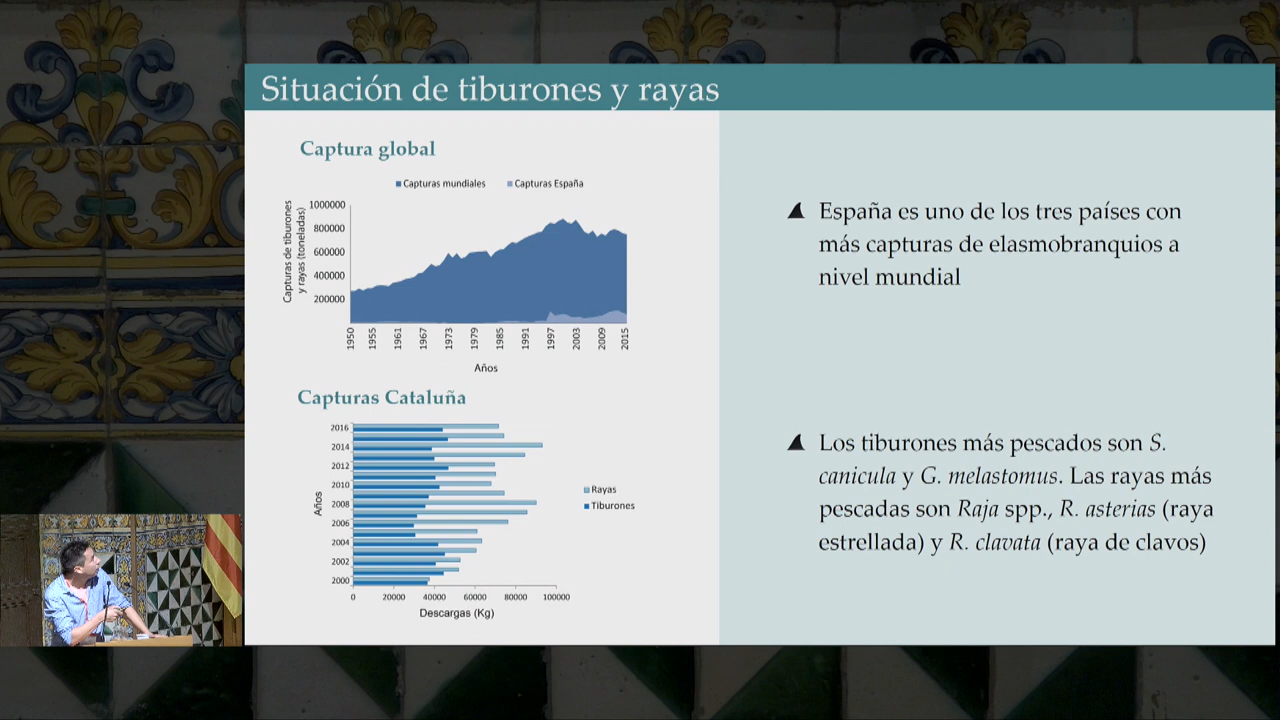 Situación de tiburones y rayas
Captura global
Capturas mundiales
Capturas España
Capturas de tiburones
y rayas (toneladas)
1000000
800000
600000
400000
200000
1950
1955
1961
1967
1973
1979
1985
1991
1997
2003
2009
2015
Años
Capturas Cataluña
2016
2014
2012
2010
2008
2006
2004
2002
2000
Años
Rayas
Tiburones
0
20000
40000
60000
80000
100000
Descargas (Kg)
España es uno de los tres países con
más capturas de elasmobranquios a
nivel mundial
Los tiburones más pescados son S.
canicula y G. melastomus. Las rayas más
pescadas son Raja spp., R. asterias (raya
estrellada) y R. clavata (raya de clavos)